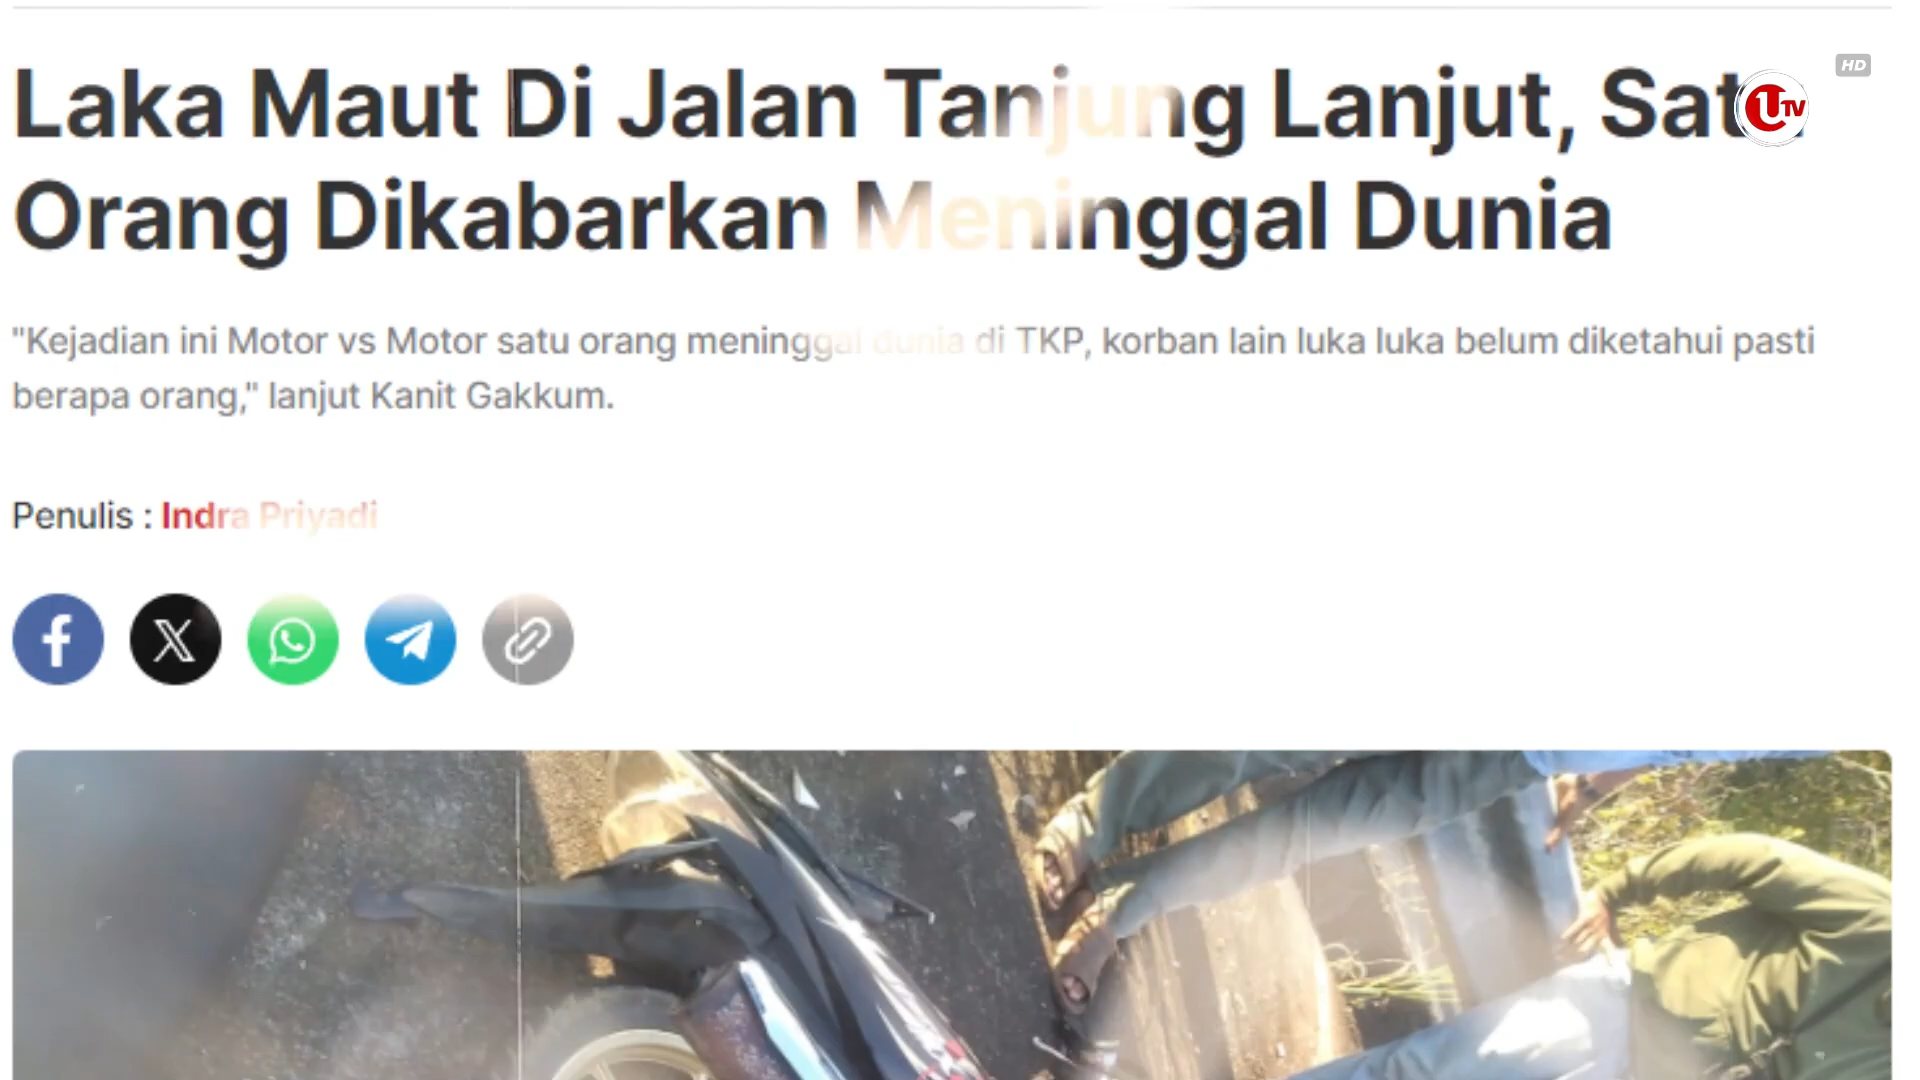 HD
Laka Maut Di Jalan Tanjung Lanjut, Sat
UTV
Orang Dikabarkan Meninggal Dunia
"Kejadian ini Motor vs Motor satu orang meninggal dunia di TKP, korban lain luka luka belum diketahui pasti
berapa orang," lanjut Kanit Gakkum.
Penulis : Indra Priyadi